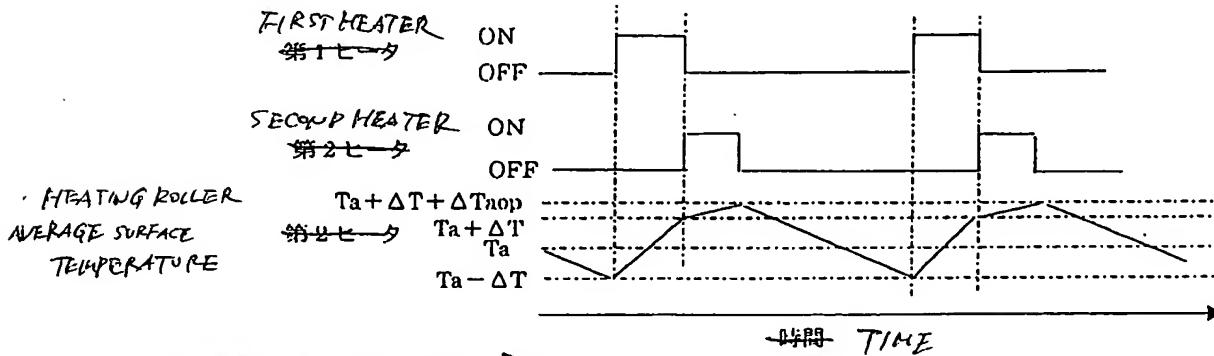 FIRST HEATER
第1ヒータ
ON
OFF
SECOND HEATER
第2ヒータ
ON
OFF
HEATING ROLLER
AVERAGE SURFACE
TEMPERATURE
第2ヒータ
Ta+ΔT+ΔTnop
Ta+ΔT
Ta
Ta−ΔT
時間 TIME